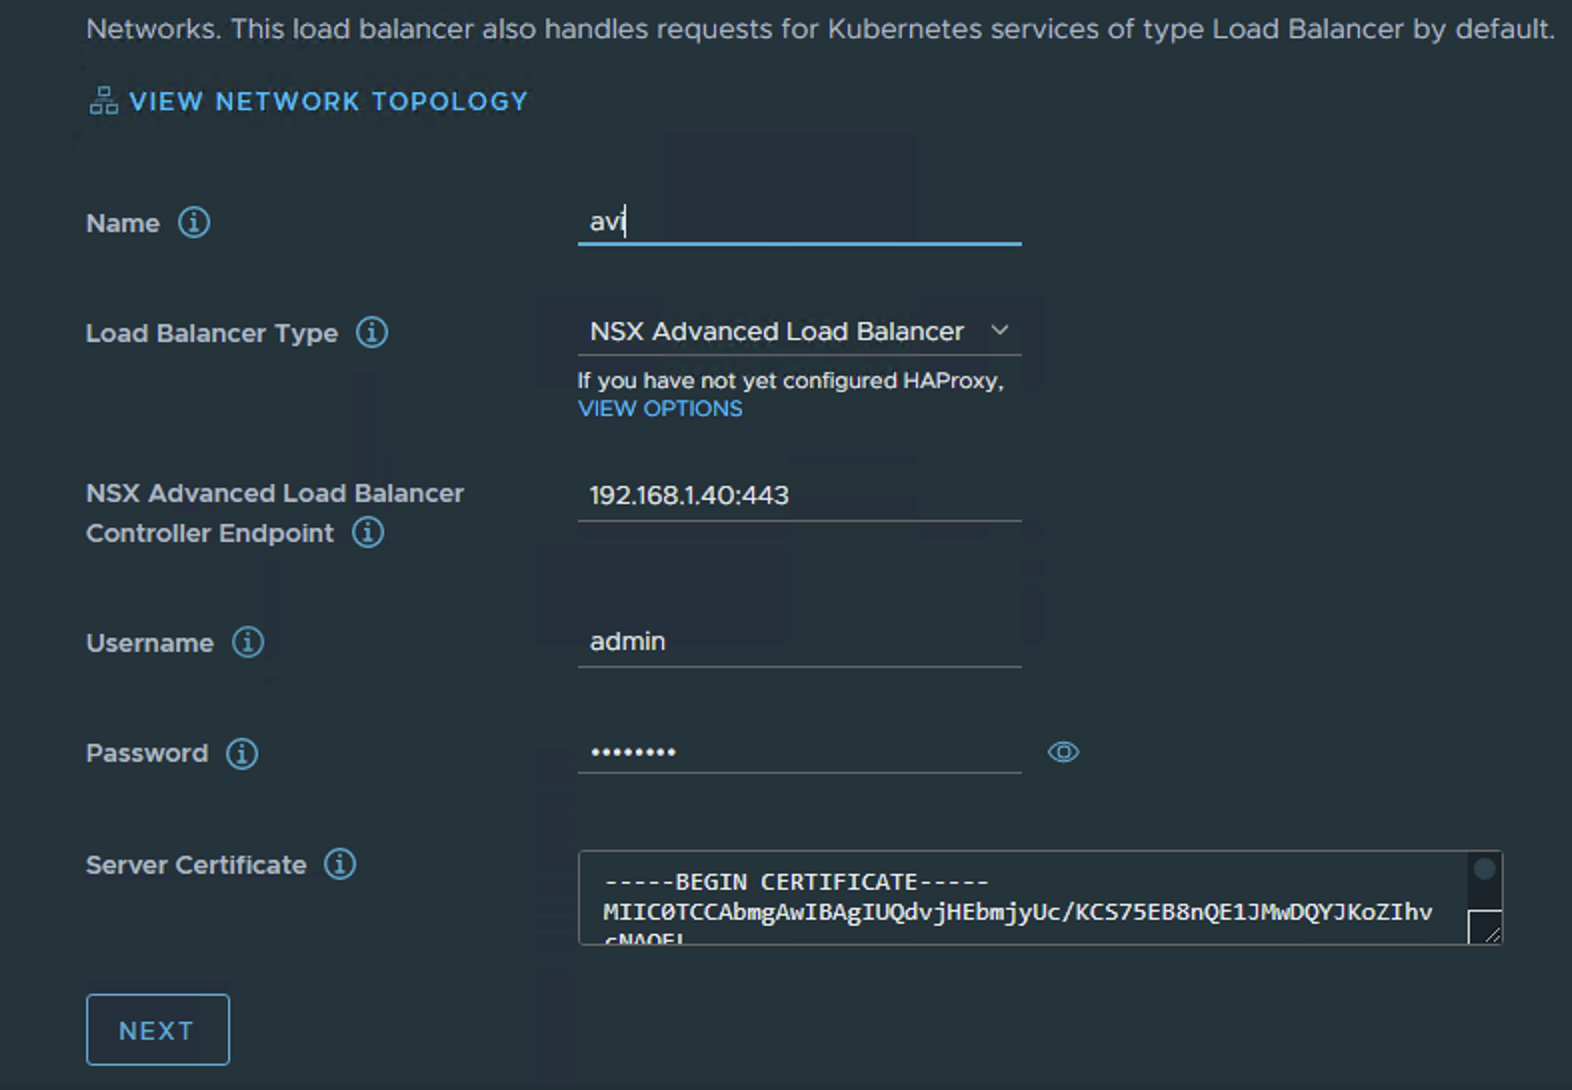 Networks. This load balancer also handles requests for Kubernetes services of type Load Balancer by default.
VIEW NETWORK TOPOLOGY
Name
avi
Load Balancer Type
NSX Advanced Load Balancer
If you have not yet configured HAProxy,
VIEW OPTIONS
NSX Advanced Load Balancer
Controller Endpoint
192.168.1.40:443
Username
admin
Password
••••••••
Server Certificate
-----BEGIN CERTIFICATE-----
MIIC0TCCAbmgAwIBAgIUQdvjHEbmjyUc/KCS75EB8nQE1JMwDQYJKoZIhv
cNAQEL
NEXT